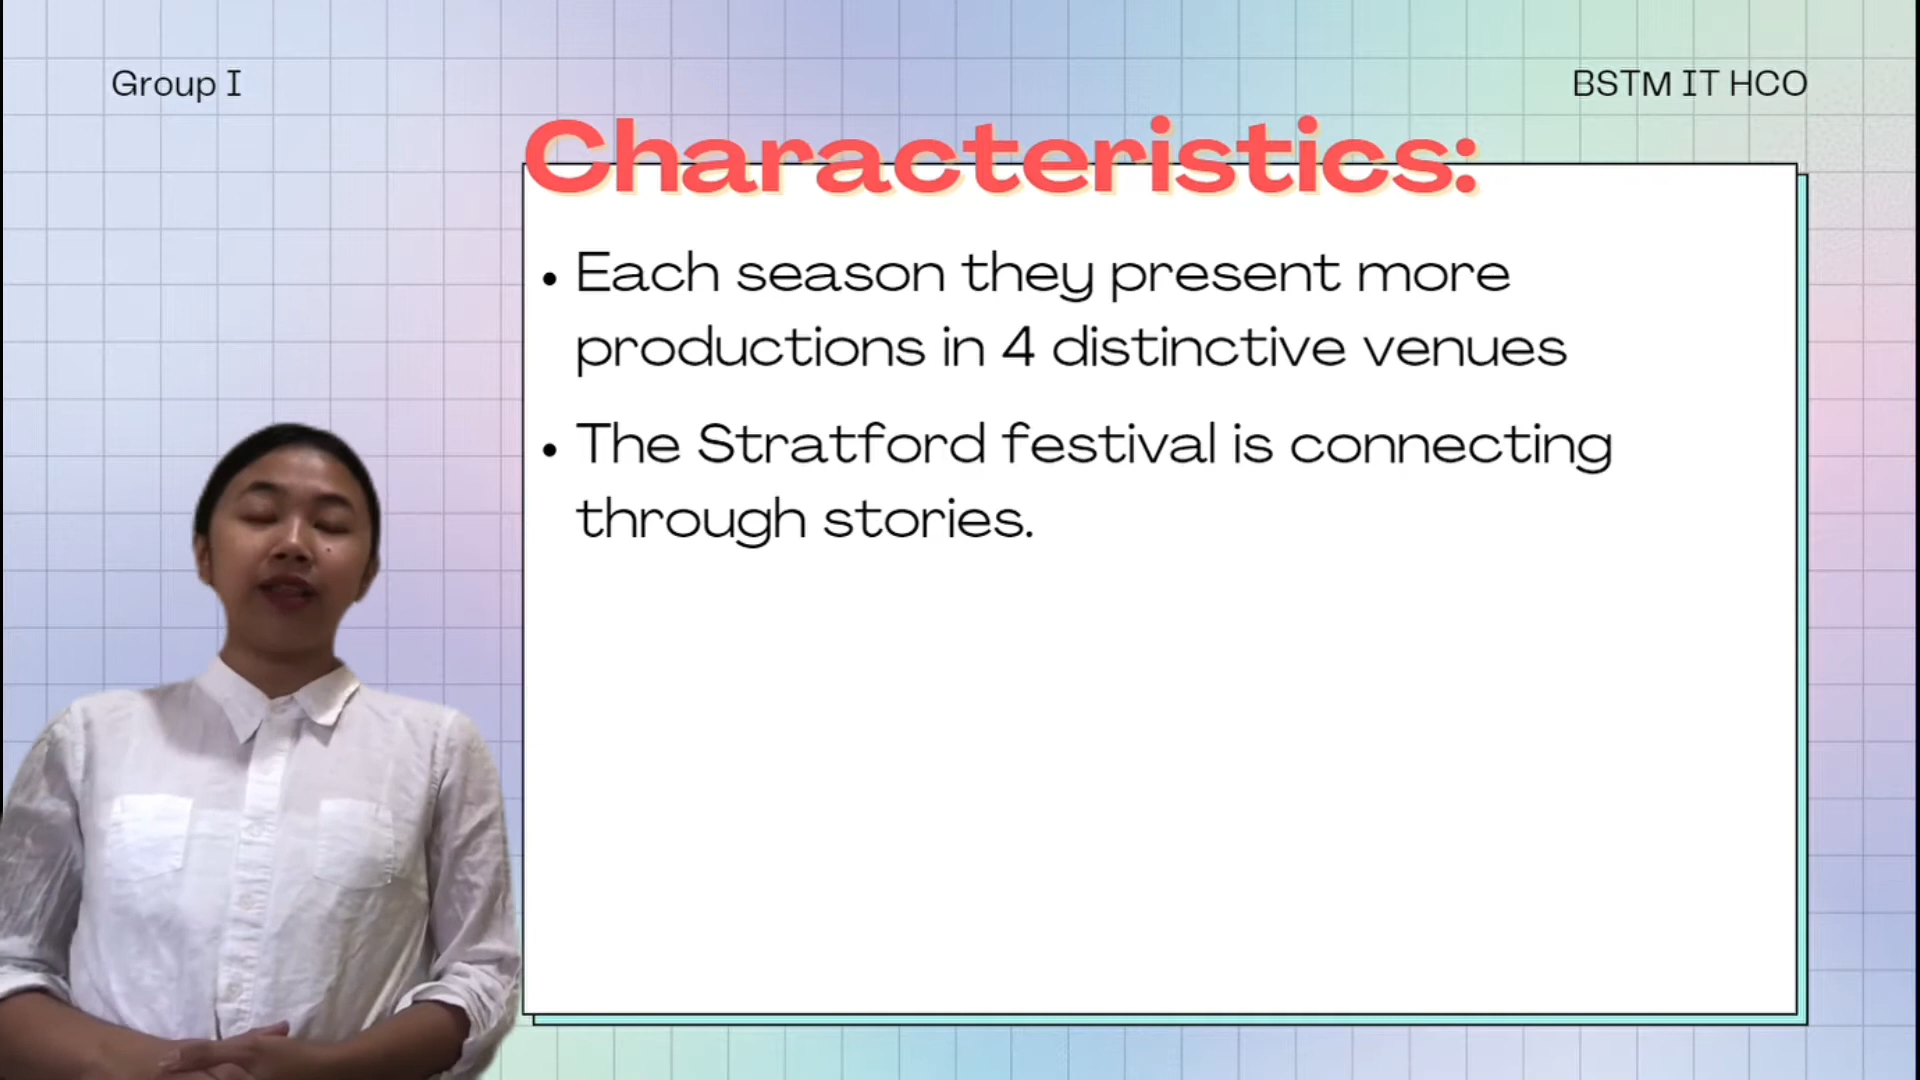 Group I
BSTM IT HCO
Characteristics:
• Each season they present more
productions in 4 distinctive venues
• The Stratford festival is connecting
through stories.